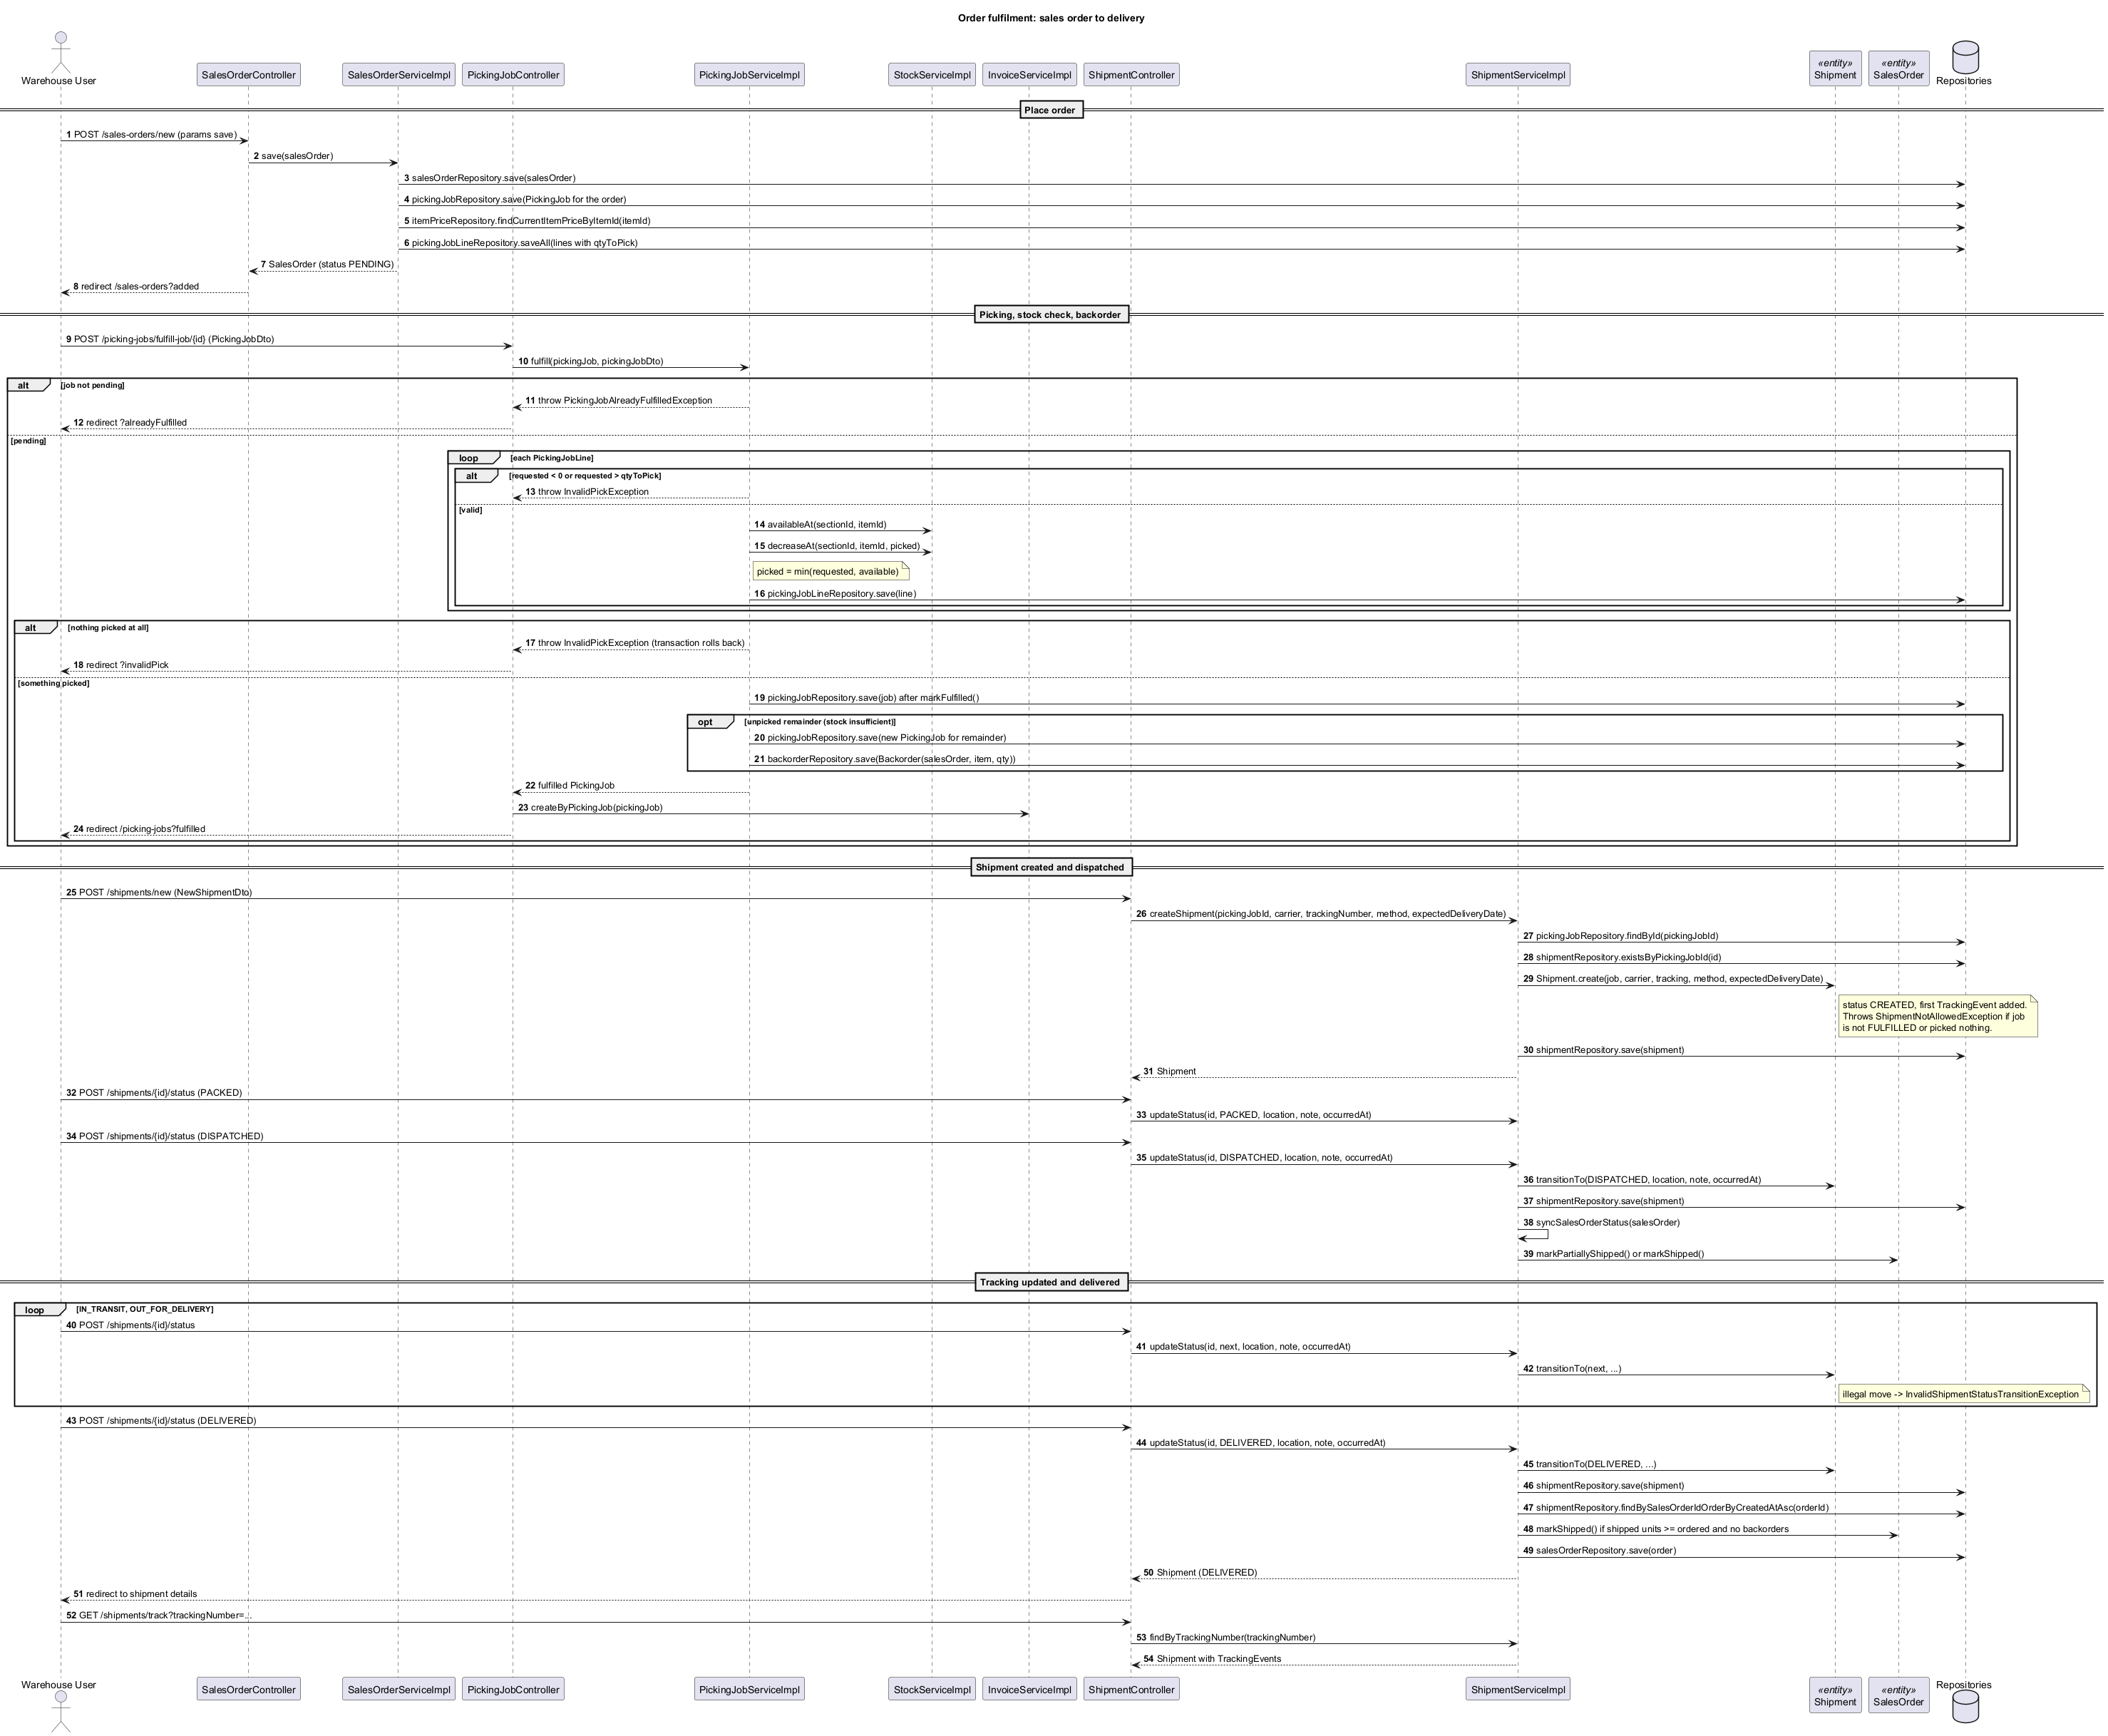 Order fulfilment: sales order to delivery
Warehouse User
SalesOrderController
SalesOrderServiceImpl
PickingJobController
PickingJobServiceImpl
StockServiceImpl
InvoiceServiceImpl
ShipmentController
ShipmentServiceImpl
«entity»
Shipment
«entity»
SalesOrder
Repositories
Place order
1 POST /sales-orders/new (params save)
2 save(salesOrder)
3 salesOrderRepository.save(salesOrder)
4 pickingJobRepository.save(PickingJob for the order)
5 itemPriceRepository.findCurrentItemPriceByItemId(itemId)
6 pickingJobLineRepository.saveAll(lines with qtyToPick)
7 SalesOrder (status PENDING)
8 redirect /sales-orders?added
Picking, stock check, backorder
9 POST /picking-jobs/fulfill-job/{id} (PickingJobDto)
10 fulfill(pickingJob, pickingJobDto)
alt [job not pending]
11 throw PickingJobAlreadyFulfilledException
12 redirect ?alreadyFulfilled
[pending]
loop [each PickingJobLine]
alt [requested < 0 or requested > qtyToPick]
13 throw InvalidPickException
[valid]
14 availableAt(sectionId, itemId)
15 decreaseAt(sectionId, itemId, picked)
picked = min(requested, available)
16 pickingJobLineRepository.save(line)
alt [nothing picked at all]
17 throw InvalidPickException (transaction rolls back)
18 redirect ?invalidPick
[something picked]
19 pickingJobRepository.save(job) after markFulfilled()
opt [unpicked remainder (stock insufficient)]
20 pickingJobRepository.save(new PickingJob for remainder)
21 backorderRepository.save(Backorder(salesOrder, item, qty))
22 fulfilled PickingJob
23 createByPickingJob(pickingJob)
24 redirect /picking-jobs?fulfilled
Shipment created and dispatched
25 POST /shipments/new (NewShipmentDto)
26 createShipment(pickingJobId, carrier, trackingNumber, method, expectedDeliveryDate)
27 pickingJobRepository.findById(pickingJobId)
28 shipmentRepository.existsByPickingJobId(id)
29 Shipment.create(job, carrier, tracking, method, expectedDeliveryDate)
status CREATED, first TrackingEvent added.
Throws ShipmentNotAllowedException if job
is not FULFILLED or picked nothing.
30 shipmentRepository.save(shipment)
31 Shipment
32 POST /shipments/{id}/status (PACKED)
33 updateStatus(id, PACKED, location, note, occurredAt)
34 POST /shipments/{id}/status (DISPATCHED)
35 updateStatus(id, DISPATCHED, location, note, occurredAt)
36 transitionTo(DISPATCHED, location, note, occurredAt)
37 shipmentRepository.save(shipment)
38 syncSalesOrderStatus(salesOrder)
39 markPartiallyShipped() or markShipped()
Tracking updated and delivered
loop [IN_TRANSIT, OUT_FOR_DELIVERY]
40 POST /shipments/{id}/status
41 updateStatus(id, next, location, note, occurredAt)
42 transitionTo(next, ...)
illegal move -> InvalidShipmentStatusTransitionException
43 POST /shipments/{id}/status (DELIVERED)
44 updateStatus(id, DELIVERED, location, note, occurredAt)
45 transitionTo(DELIVERED, ...)
46 shipmentRepository.save(shipment)
47 shipmentRepository.findBySalesOrderIdOrderByCreatedAtAsc(orderId)
48 markShipped() if shipped units >= ordered and no backorders
49 salesOrderRepository.save(order)
50 Shipment (DELIVERED)
51 redirect to shipment details
52 GET /shipments/track?trackingNumber=...
53 findByTrackingNumber(trackingNumber)
54 Shipment with TrackingEvents
Warehouse User
SalesOrderController
SalesOrderServiceImpl
PickingJobController
PickingJobServiceImpl
StockServiceImpl
InvoiceServiceImpl
ShipmentController
ShipmentServiceImpl
«entity»
Shipment
«entity»
SalesOrder
Repositories